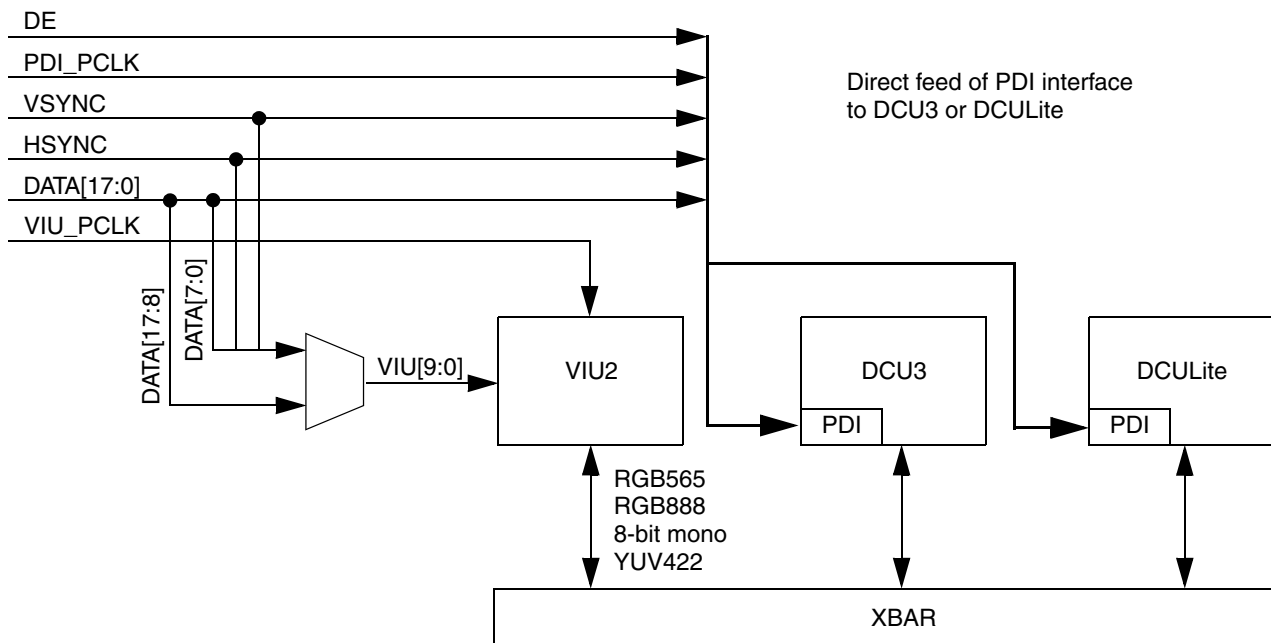 DE
PDI_PCLK
VSYNC
HSYNC
DATA[17:0]
VIU_PCLK
Direct feed of PDI interface
to DCU3 or DCULite
DATA[17:8]
DATA[7:0]
VIU[9:0]
VIU2
DCU3
PDI
DCULite
PDI
RGB565
RGB888
8-bit mono
YUV422
XBAR